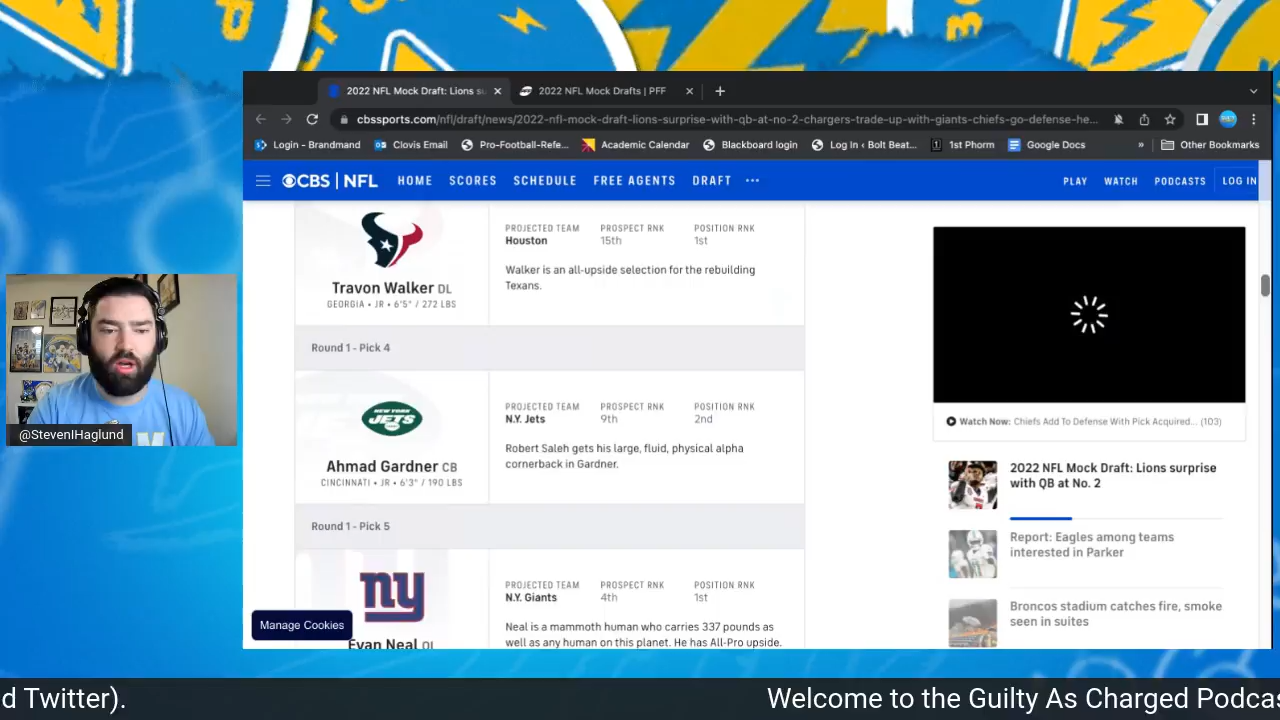 2022 NFL Mock Draft: Lions su
2022 NFL Mock Drafts | PFF
cbssports.com/nfl/draft/news/2022-nfl-mock-draft-lions-surprise-with-qb-at-no-2-chargers-trade-up-with-giants-chiefs-go-defense-he...
Login - Brandmand
Clovis Email
Pro-Football-Refe...
Academic Calendar
Blackboard login
Log In ‹ Bolt Beat...
1st Phorm
Google Docs
»
Other Bookmarks
CBS | NFL
HOME
SCORES
SCHEDULE
FREE AGENTS
DRAFT
PLAY
WATCH
PODCASTS
LOG IN
PROJECTED TEAM
PROSPECT RNK
POSITION RNK
Houston
15th
1st
Travon Walker DL
GEORGIA • JR • 6'5" / 272 LBS
Walker is an all-upside selection for the rebuilding
Texans.
Round 1 - Pick 4
NEW YORK
JETS
PROJECTED TEAM
PROSPECT RNK
POSITION RNK
N.Y. Jets
9th
2nd
Ahmad Gardner CB
CINCINNATI • JR • 6'3" / 190 LBS
Robert Saleh gets his large, fluid, physical alpha
cornerback in Gardner.
Round 1 - Pick 5
ny
PROJECTED TEAM
PROSPECT RNK
POSITION RNK
N.Y. Giants
4th
1st
Evan Neal OL
Neal is a mammoth human who carries 337 pounds as
well as any human on this planet. He has All-Pro upside.
Manage Cookies
Watch Now: Chiefs Add To Defense With Pick Acquired... (103)
2022 NFL Mock Draft: Lions surprise
with QB at No. 2
Report: Eagles among teams
interested in Parker
Broncos stadium catches fire, smoke
seen in suites
@StevenIHaglund
d Twitter).
Welcome to the Guilty As Charged Podcas